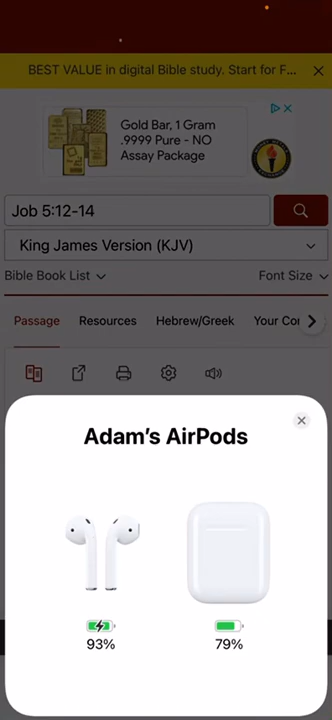 BEST VALUE in digital Bible study. Start for F...
Gold Bar, 1 Gram
.9999 Pure - NO
Assay Package
Job 5:12-14
King James Version (KJV)
Bible Book List
Font Size
Passage Resources Hebrew/Greek Your Co
Adam's AirPods
93%
79%